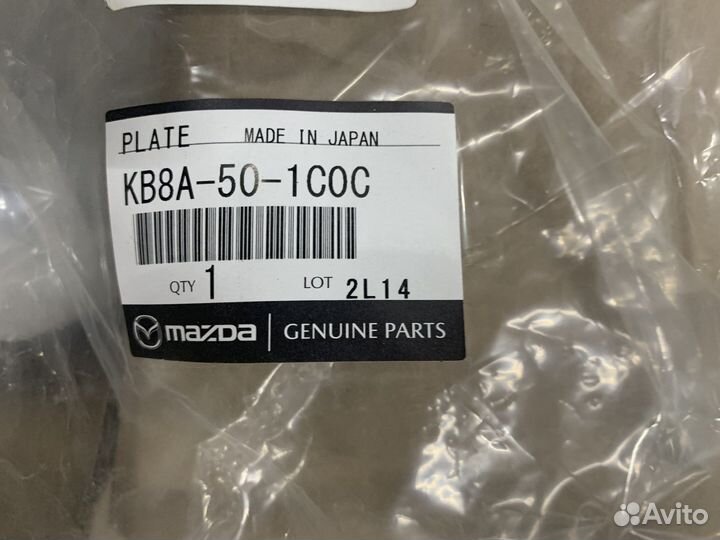 PLATE MADE IN JAPAN
KB8A-50-1C0C
QTY 1 LOT 2L14
mazda GENUINE PARTS
Avito